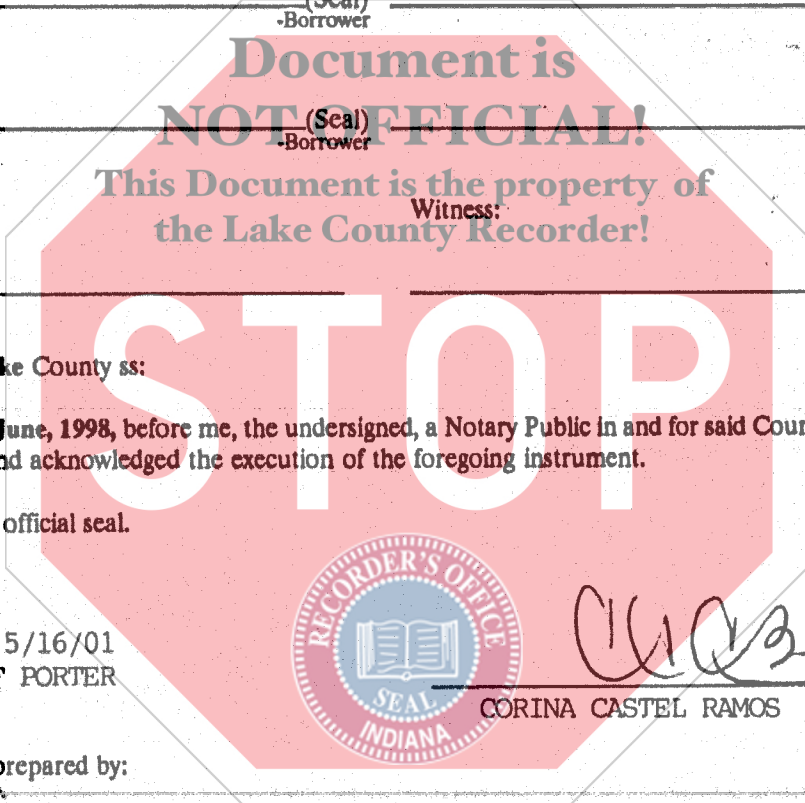 (Seal)
-Borrower
Document is
NOT OFFICIAL!
(Seal)
-Borrower
This Document is the property of
Witness:
the Lake County Recorder!
STOP
ke County ss:
June, 1998, before me, the undersigned, a Notary Public in and for said Coun
nd acknowledged the execution of the foregoing instrument.
official seal.
RECORDER'S OFFICE
SEAL
INDIANA
5/16/01
PORTER
CORINA CASTEL RAMOS
prepared by: